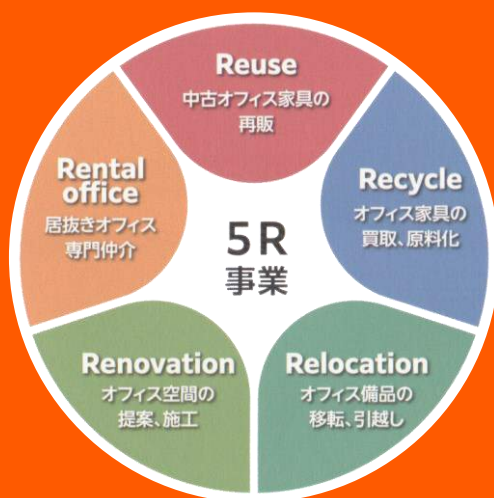 Reuse
中古オフィス家具の
再販
Recycle
オフィス家具の
買取、原料化
Relocation
オフィス備品の
移転、引越し
Renovation
オフィス空間の
提案、施工
Rental
office
居抜きオフィス
専門仲介
5R
事業